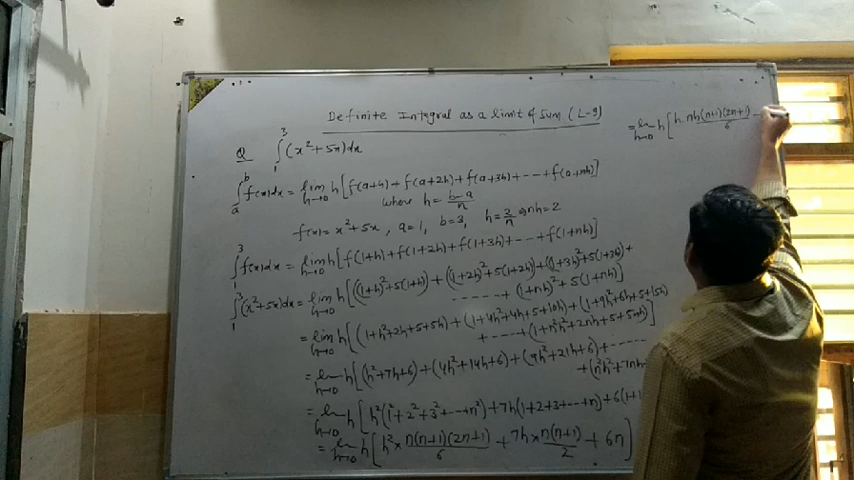 Definite Integral as a limit of Sum (L-9)
Q ∫₁³ (x²+5x)dx
∫ₐᵇ f(x)dx = lim h→0 h[f(a+h)+f(a+2h)+f(a+3h)+---+f(a+nh)]
where h = (b-a)/n
f(x) = x²+5x, a=1, b=3, h=2/n or nh=2
∫₁³ f(x)dx = lim h→0 h[f(1+h)+f(1+2h)+f(1+3h)+---+f(1+nh)]
∫₁³ (x²+5x)dx = lim h→0 h[((1+h)²+5(1+h)) + ((1+2h)²+5(1+2h)) + ((1+3h)²+5(1+3h)) +
------ + (1+nh)²+5(1+nh)]
= lim h→0 h[(1+h²+2h+5+5h) + (1+4h²+4h+5+10h) + (1+9h²+6h+5+15h)
+ ----- + (1+n²h²+2nh+5+5nh)]
= lim h→0 h[(h²+7h+6) + (4h²+14h+6) + (9h²+21h+6) + ------
+ (n²h²+7nh
= lim h→0 h[h²(1²+2²+3²+---+n²) + 7h(1+2+3+---+n) + 6(1+1
= lim h→0 h[h² × n(n+1)(2n+1)/6 + 7h × n(n+1)/2 + 6n]
= lim h→0 h[h·nh(n+1)(2n+1)/6